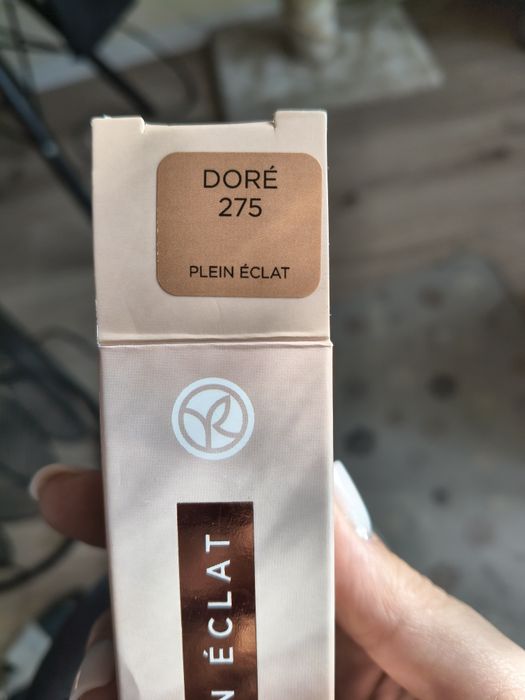 DORÉ
275
PLEIN ÉCLAT
N ÉCLAT